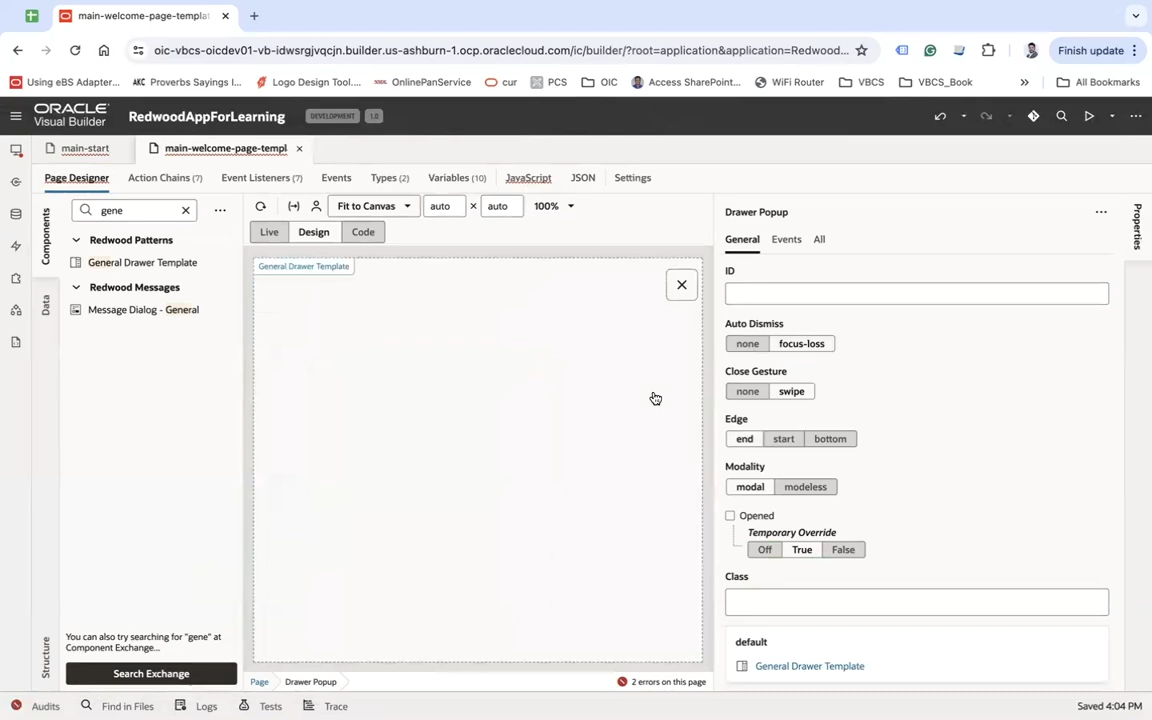 main-welcome-page-templat
oic-vbcs-oicdev01-vb-idwsrgjvqcjn.builder.us-ashburn-1.ocp.oraclecloud.com/ic/builder/?root=application&application=Redwood...
Finish update
Using eBS Adapter...
AKC Proverbs Sayings I...
Logo Design Tool....
OnlinePanService
cur
PCS
OIC
Access SharePoint...
WiFi Router
VBCS
VBCS_Book
All Bookmarks
ORACLE
Visual Builder
RedwoodAppForLearning
DEVELOPMENT
1.0
main-start
main-welcome-page-templ
Page Designer
Action Chains (7)
Event Listeners (7)
Events
Types (2)
Variables (10)
JavaScript
JSON
Settings
Components
Data
Structure
gene
Redwood Patterns
General Drawer Template
Redwood Messages
Message Dialog - General
You can also try searching for "gene" at
Component Exchange...
Search Exchange
Fit to Canvas
auto × auto
100%
Live
Design
Code
General Drawer Template
Page
Drawer Popup
2 errors on this page
Drawer Popup
General
Events
All
ID
Auto Dismiss
none focus-loss
Close Gesture
none swipe
Edge
end start bottom
Modality
modal modeless
Opened
Temporary Override
Off True False
Class
default
General Drawer Template
Properties
Audits
Find in Files
Logs
Tests
Trace
Saved 4:04 PM